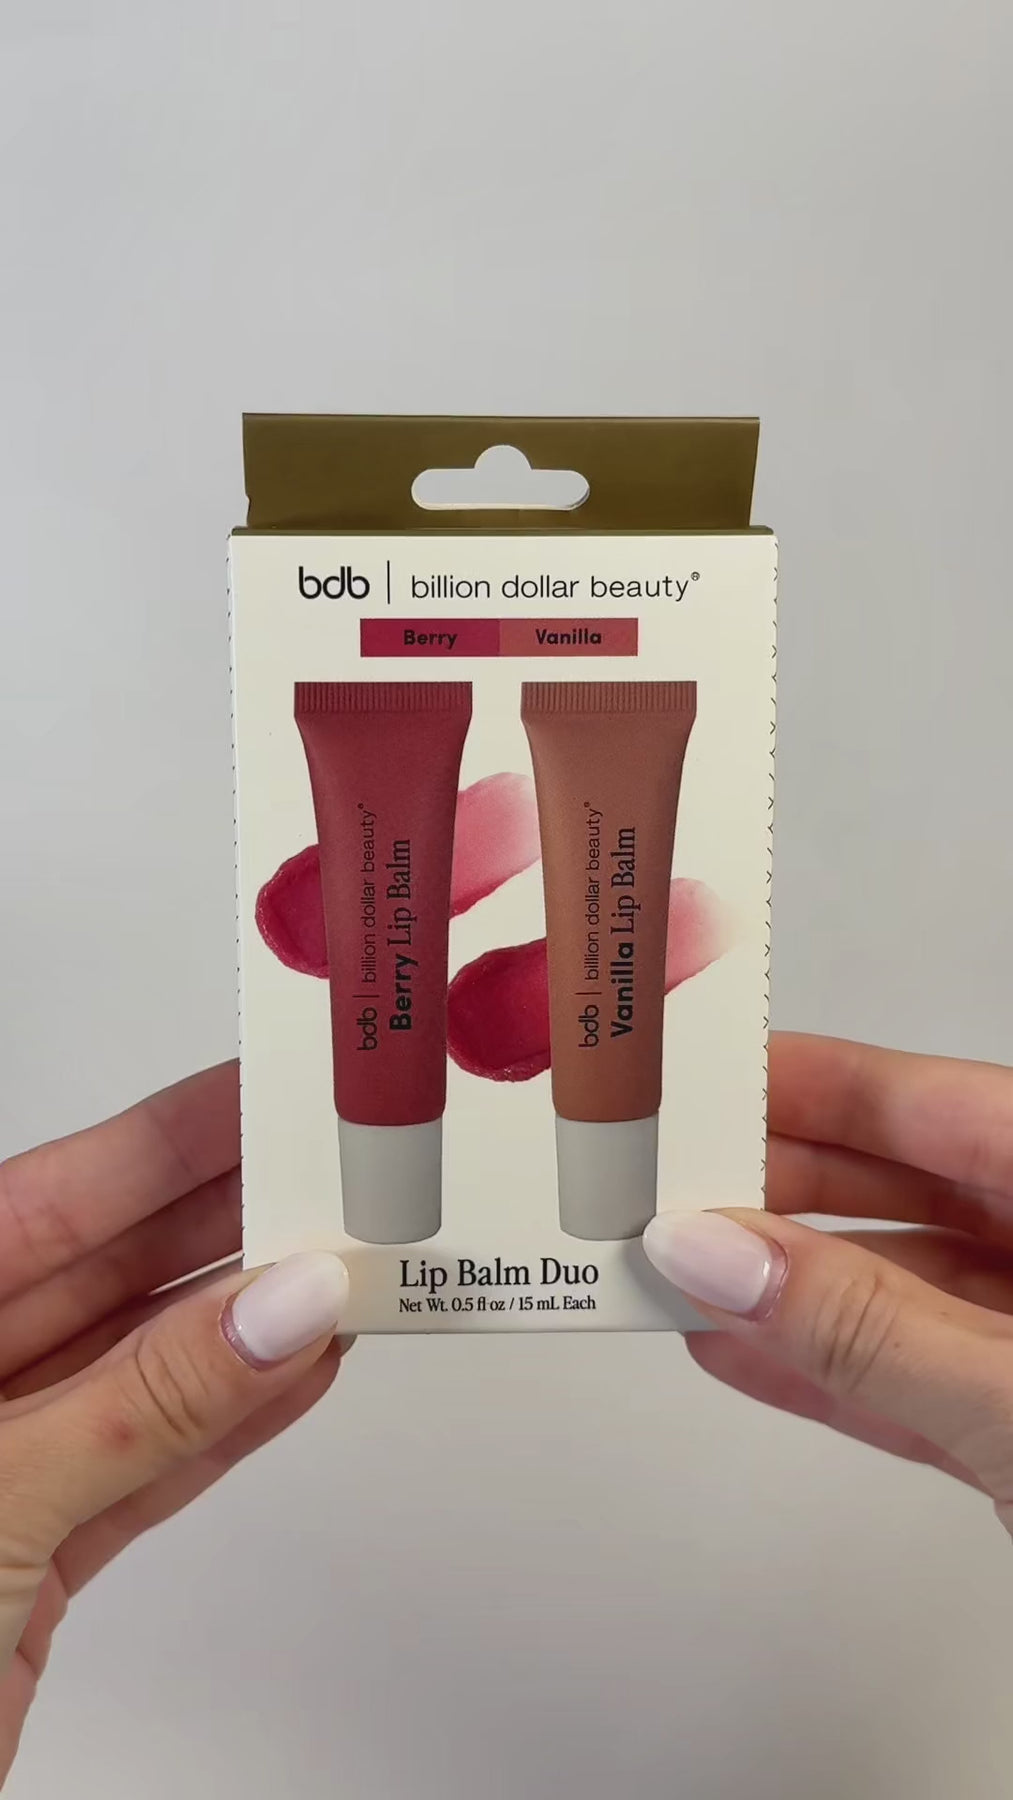 bdb | billion dollar beauty®
Berry Vanilla
bdb | billion dollar beauty®
Berry Lip Balm
bdb | billion dollar beauty®
Vanilla Lip Balm
Lip Balm Duo
Net Wt. 0.5 fl oz / 15 mL Each